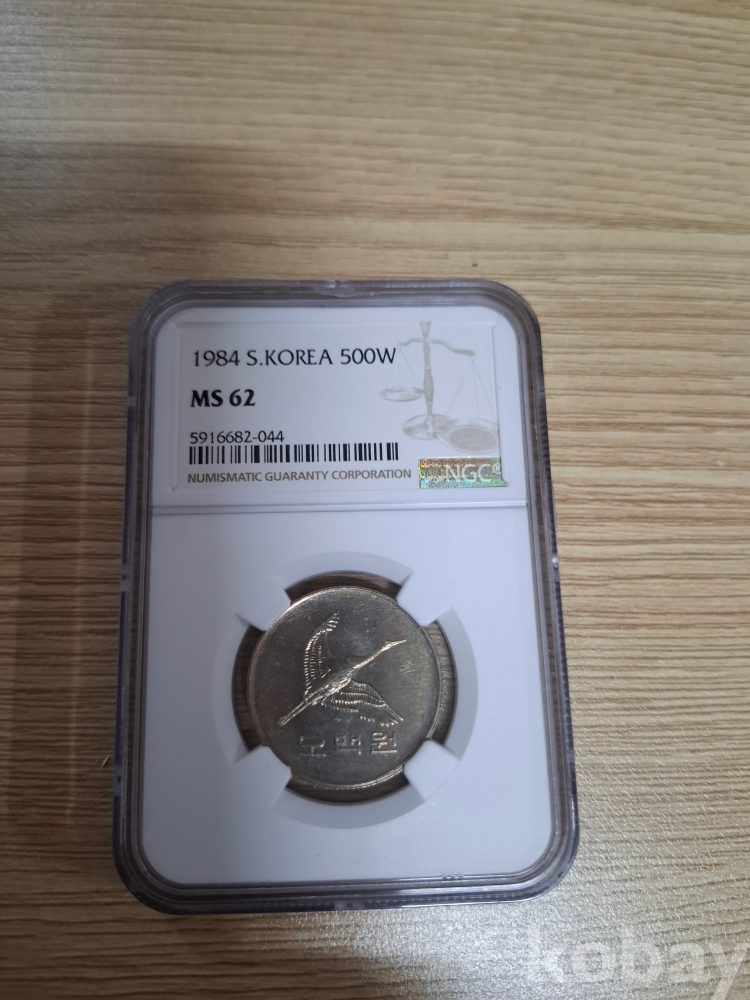 1984 S.KOREA 500W
MS 62
5916682-044
NUMISMATIC GUARANTY CORPORATION
NGC
오백원
kobay